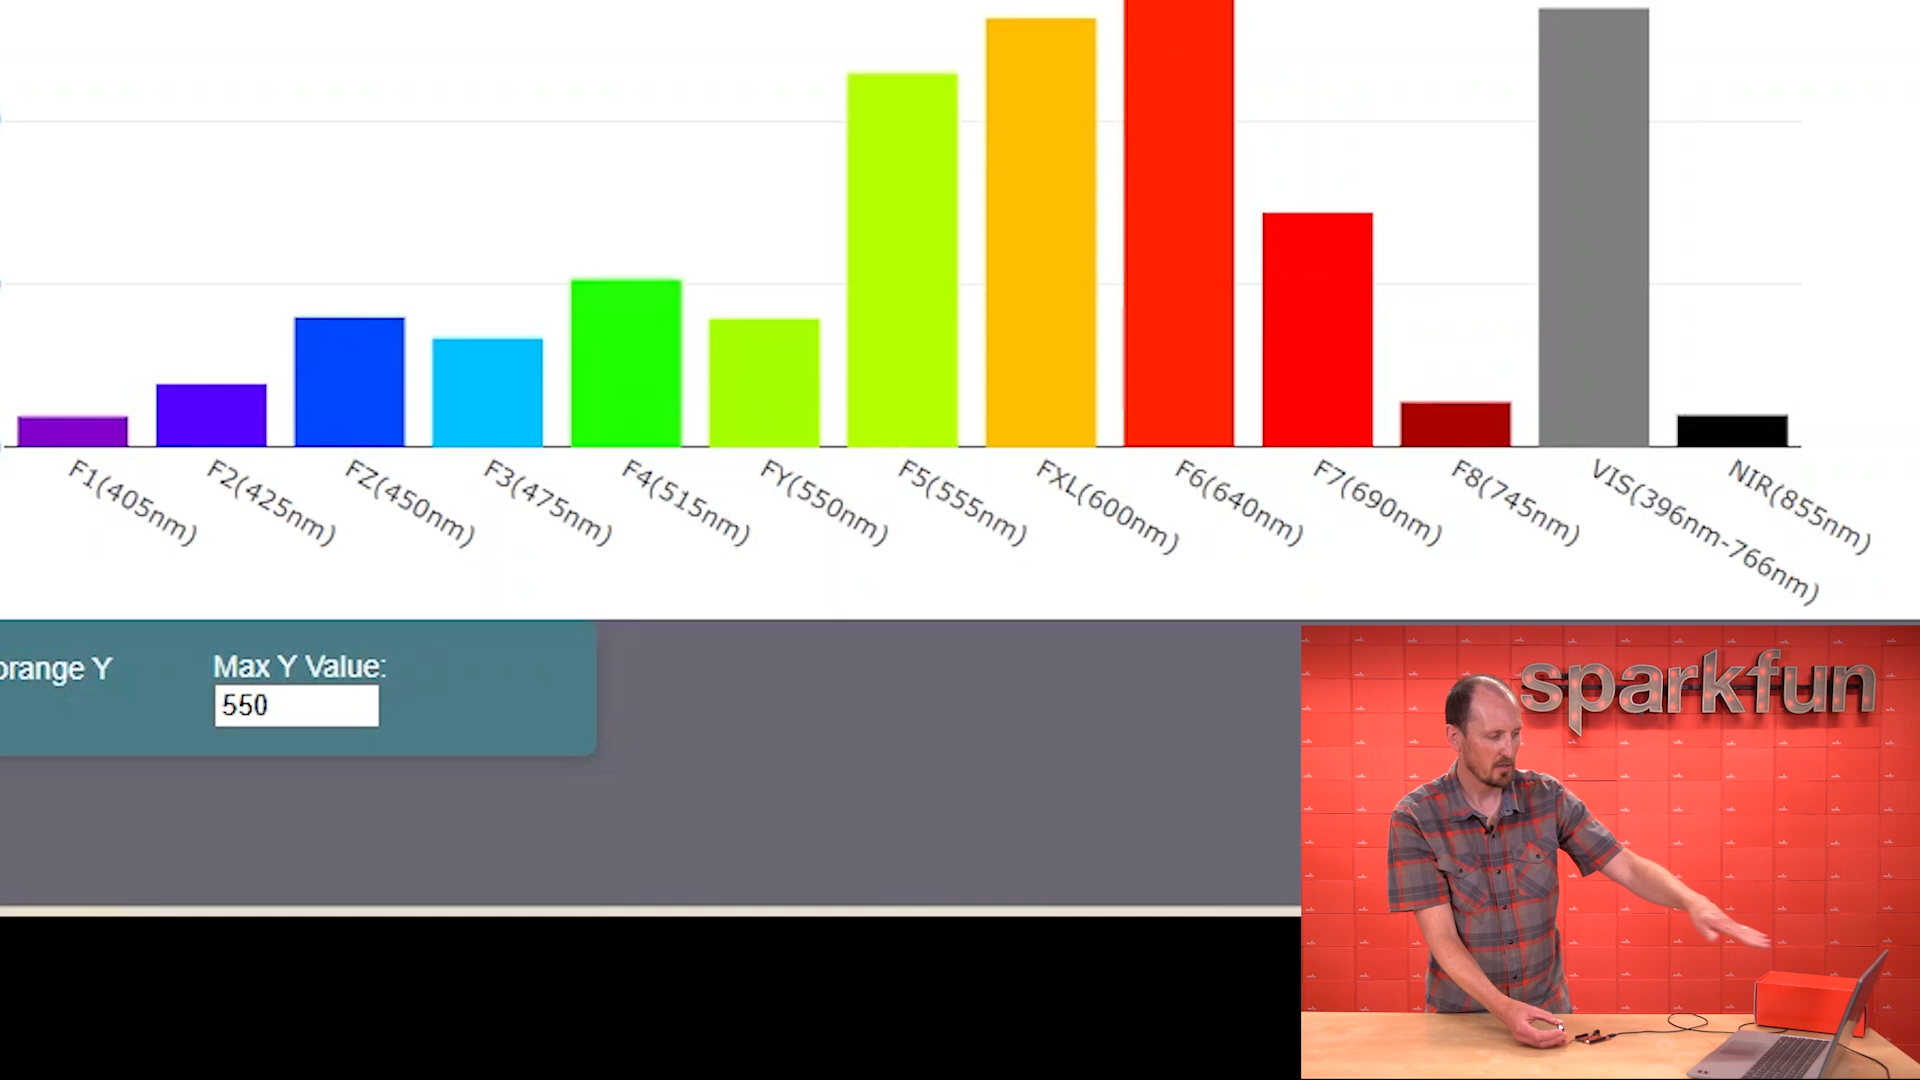 F1(405nm)
F2(425nm)
FZ(450nm)
F3(475nm)
F4(515nm)
FY(550nm)
F5(555nm)
FXL(600nm)
F6(640nm)
F7(690nm)
F8(745nm)
VIS(396nm-766nm)
NIR(855nm)
orange Y
Max Y Value:
550
sparkfun